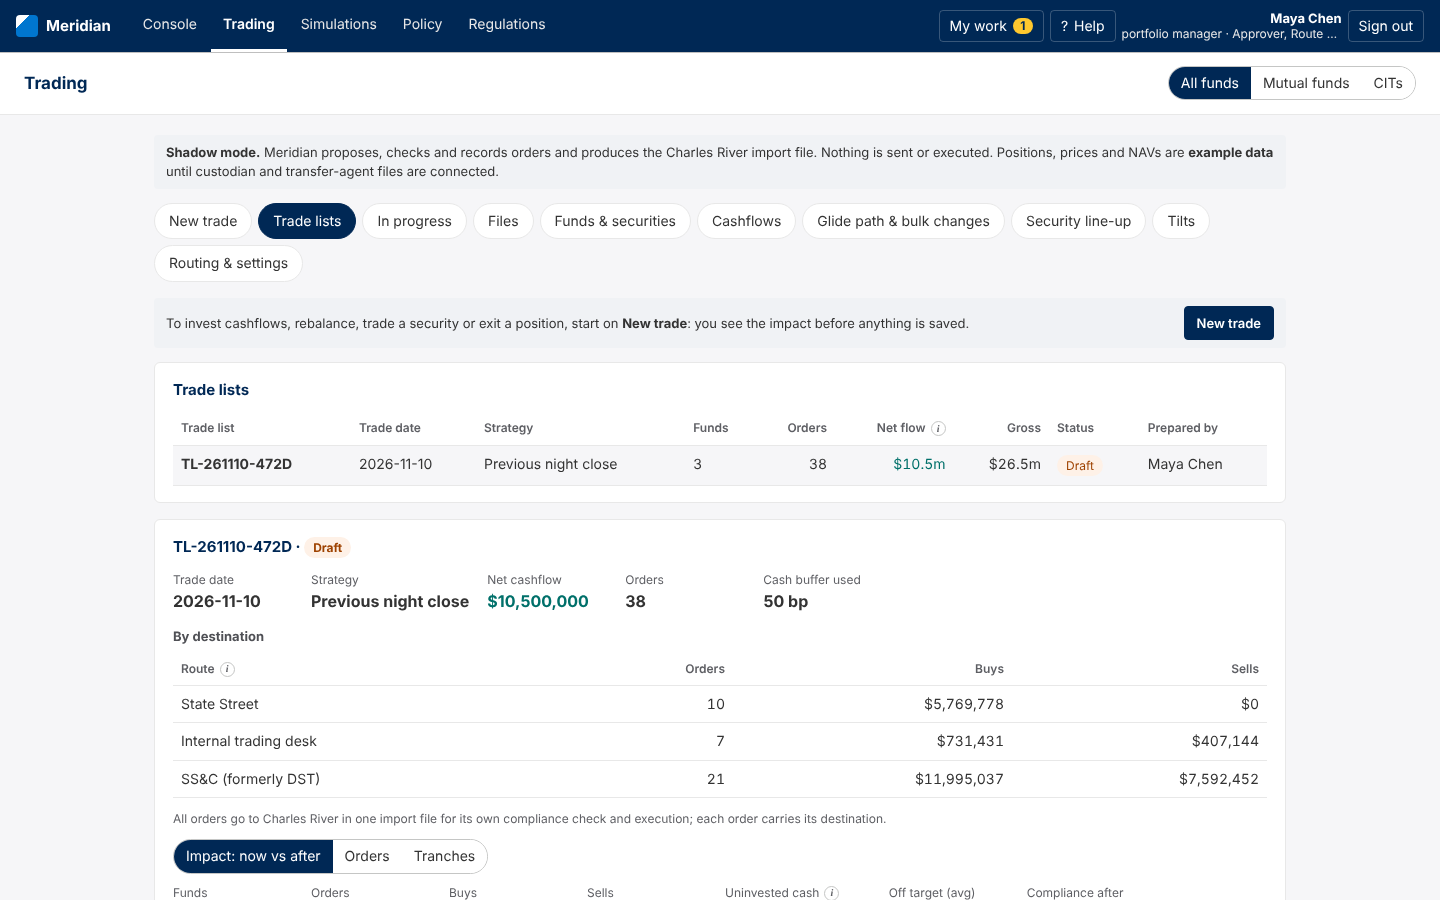 Meridian
Console
Trading
Simulations
Policy
Regulations
My work 1
? Help
Maya Chen
portfolio manager · Approver, Route ...
Sign out
Trading
All funds
Mutual funds
CITs
Shadow mode. Meridian proposes, checks and records orders and produces the Charles River import file. Nothing is sent or executed. Positions, prices and NAVs are example data
until custodian and transfer-agent files are connected.
New trade
Trade lists
In progress
Files
Funds & securities
Cashflows
Glide path & bulk changes
Security line-up
Tilts
Routing & settings
To invest cashflows, rebalance, trade a security or exit a position, start on New trade: you see the impact before anything is saved.
New trade
Trade lists
Trade list Trade date Strategy Funds Orders Net flow i Gross Status Prepared by
TL-261110-472D 2026-11-10 Previous night close 3 38 $10.5m $26.5m Draft Maya Chen
TL-261110-472D · Draft
Trade date Strategy Net cashflow Orders Cash buffer used
2026-11-10 Previous night close $10,500,000 38 50 bp
By destination
Route i Orders Buys Sells
State Street 10 $5,769,778 $0
Internal trading desk 7 $731,431 $407,144
SS&C (formerly DST) 21 $11,995,037 $7,592,452
All orders go to Charles River in one import file for its own compliance check and execution; each order carries its destination.
Impact: now vs after
Orders
Tranches
Funds Orders Buys Sells Uninvested cash i Off target (avg) Compliance after